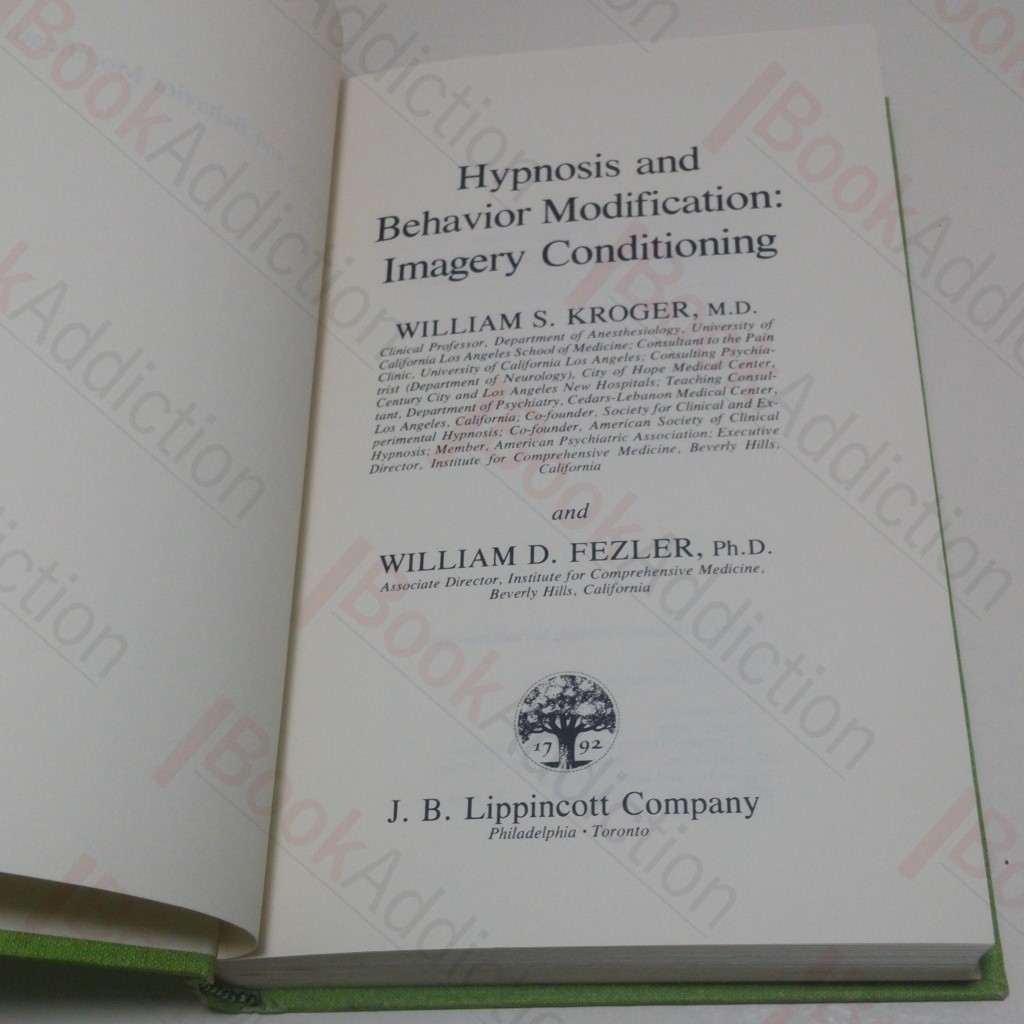 Hypnosis and
Behavior Modification:
Imagery Conditioning
WILLIAM S. KROGER, M.D.
Clinical Professor, Department of Anesthesiology, University of
California Los Angeles School of Medicine; Consultant to the Pain
Clinic, University of California Los Angeles; Consulting Psychia-
trist (Department of Neurology), City of Hope Medical Center,
Century City and Los Angeles New Hospitals; Teaching Consul-
tant, Department of Psychiatry, Cedars-Lebanon Medical Center,
Los Angeles, California; Co-founder, Society for Clinical and Ex-
perimental Hypnosis; Co-founder, American Society of Clinical
Hypnosis; Member, American Psychiatric Association; Executive
Director, Institute for Comprehensive Medicine, Beverly Hills,
California
and
WILLIAM D. FEZLER, Ph.D.
Associate Director, Institute for Comprehensive Medicine,
Beverly Hills, California
17 92
J. B. Lippincott Company
Philadelphia • Toronto
BookAddiction
BookAddiction
BookAddiction
BookAddiction
BookAddiction